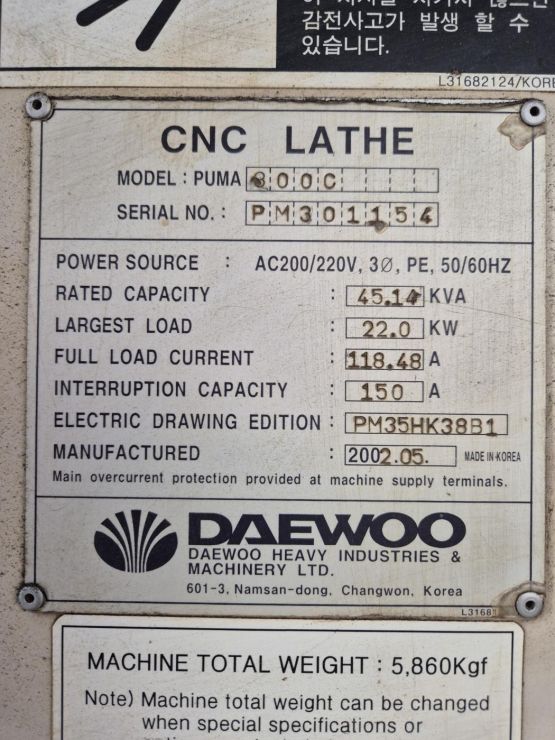 감전사고가 발생 할 수
있습니다.
L31682124/KORE
CNC LATHE
MODEL: PUMA 300C
SERIAL NO. : PM301154
POWER SOURCE : AC200/220V, 3Ø, PE, 50/60HZ
RATED CAPACITY : 45.14 KVA
LARGEST LOAD : 22.0 KW
FULL LOAD CURRENT : 118.48 A
INTERRUPTION CAPACITY : 150 A
ELECTRIC DRAWING EDITION : PM35HK38B1
MANUFACTURED : 2002.05. MADE IN KOREA
Main overcurrent protection provided at machine supply terminals.
DAEWOO
DAEWOO HEAVY INDUSTRIES &
MACHINERY LTD.
601-3, Namsan-dong, Changwon, Korea
L3168
MACHINE TOTAL WEIGHT : 5,860Kgf
Note) Machine total weight can be changed
when special specifications or